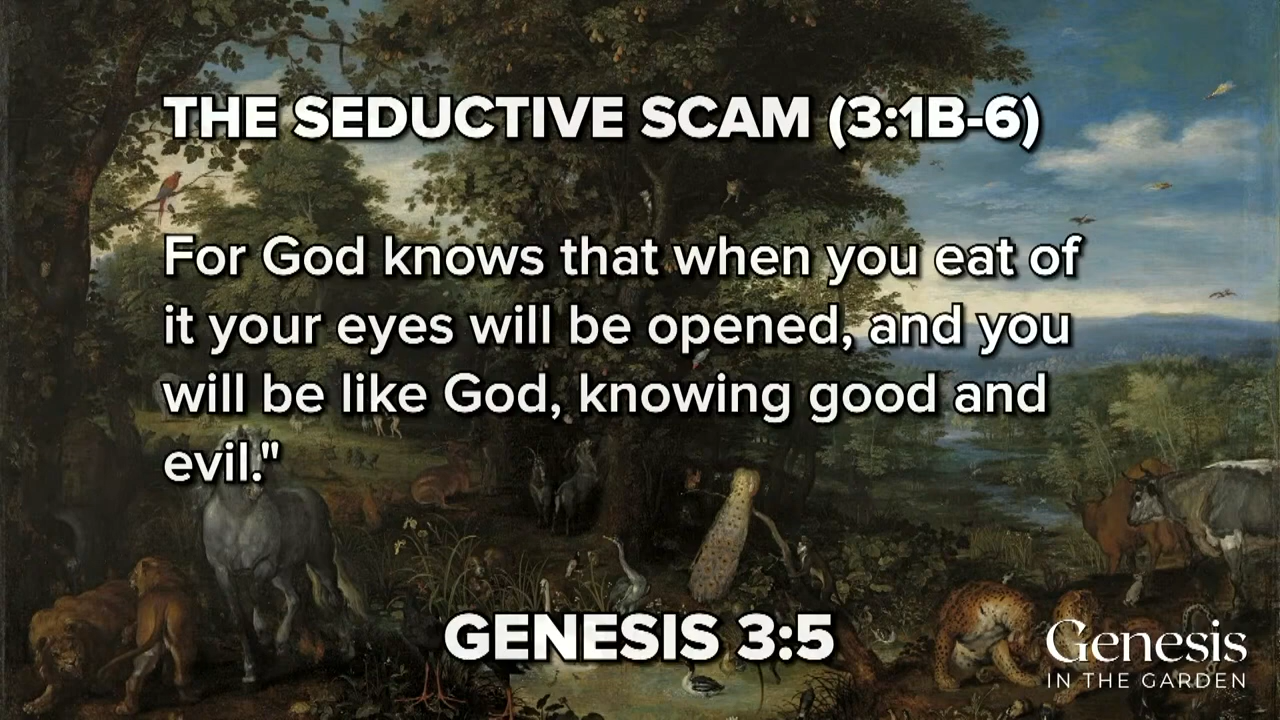 THE SEDUCTIVE SCAM (3:1B-6)
For God knows that when you eat of
it your eyes will be opened, and you
will be like God, knowing good and
evil."
GENESIS 3:5
Genesis
IN THE GARDEN